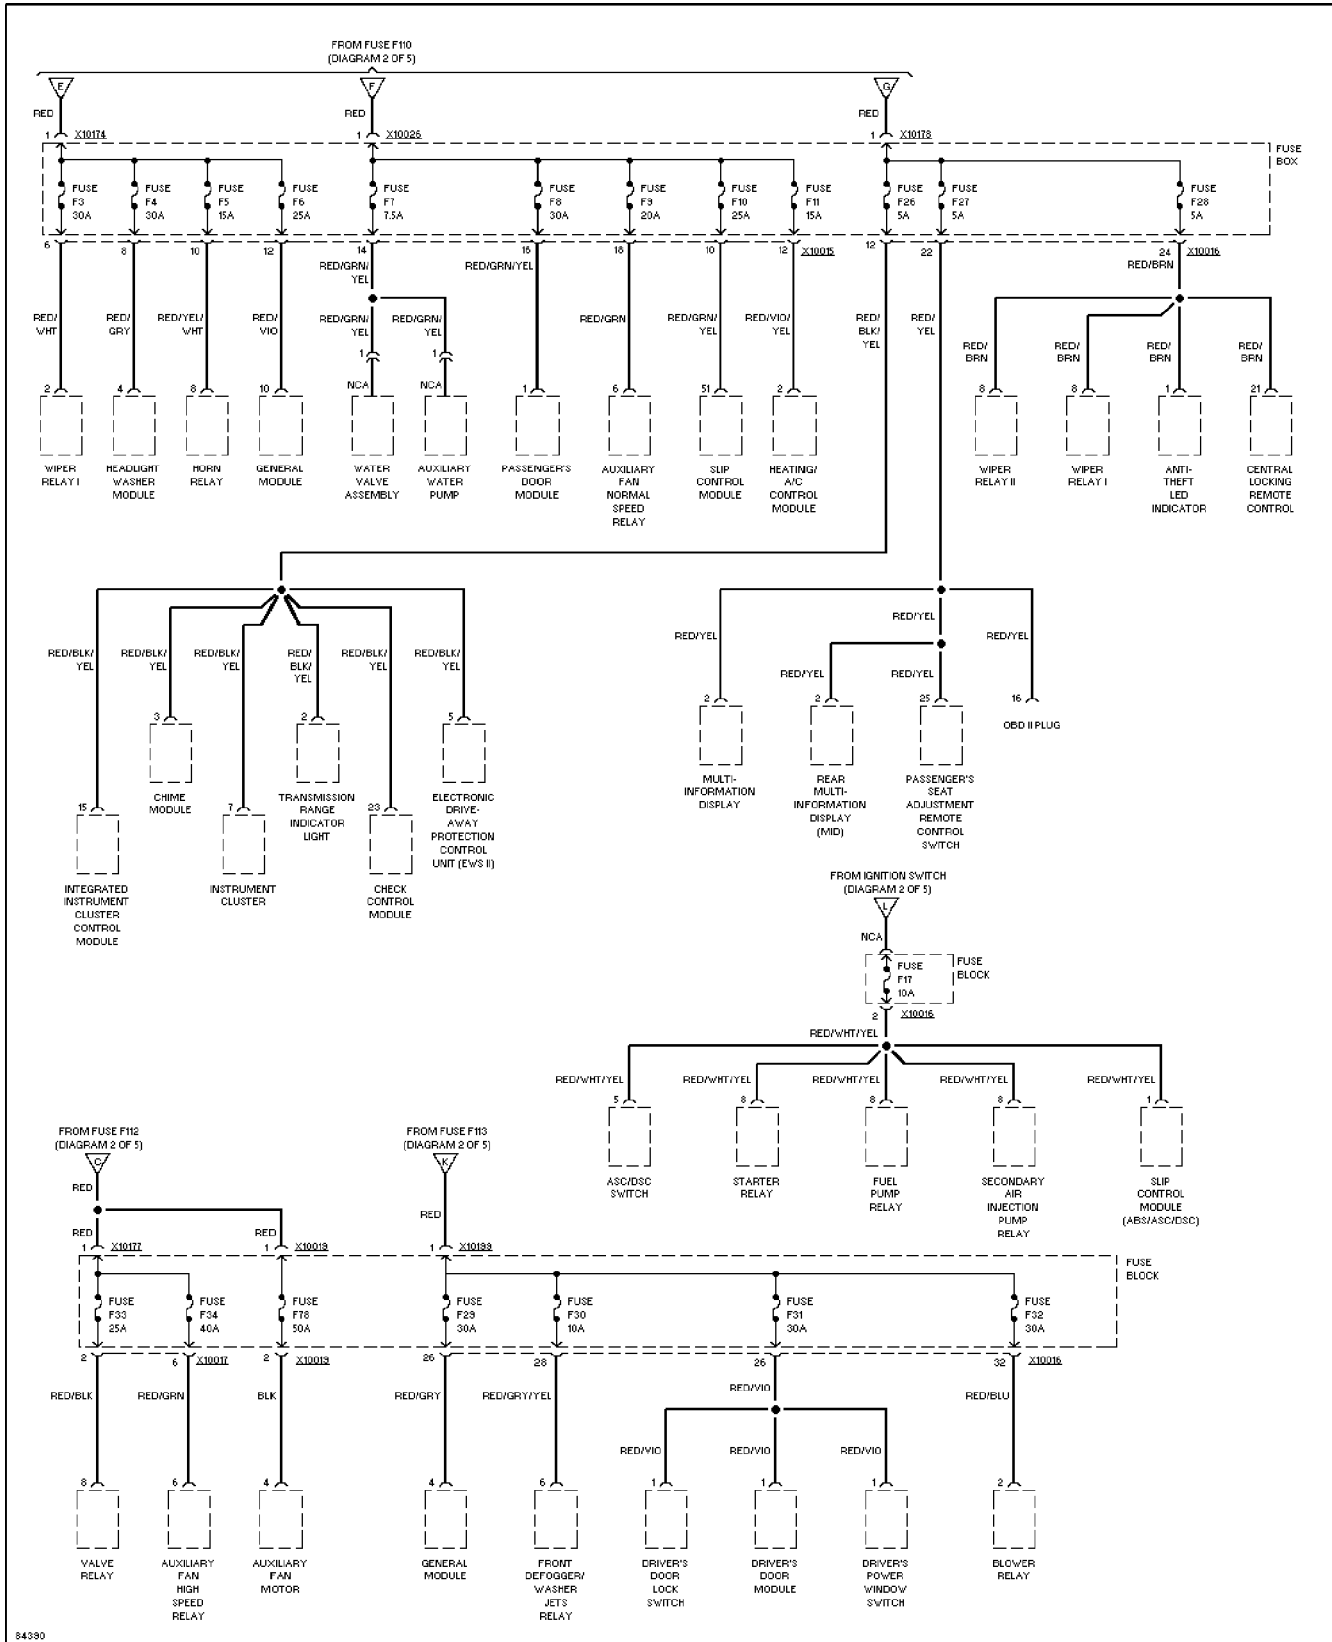 FROM FUSE F110
(DIAGRAM 2 OF 5)
E
F
G
RED
RED
RED
1 X10174
1 X10026
1 X10178
FUSE
BOX
FUSE
F3
30A
FUSE
F4
30A
FUSE
F5
15A
FUSE
F6
25A
FUSE
F7
7.5A
FUSE
F8
30A
FUSE
F9
20A
FUSE
F10
25A
FUSE
F11
15A
FUSE
F26
5A
FUSE
F27
5A
FUSE
F28
5A
6
8
10
12
14
16
18
10
12 X10015
12
22
24 X10016
RED/GRN/
YEL
RED/GRN/YEL
RED/BRN
RED/
WHT
RED/
GRY
RED/YEL/
WHT
RED/
VIO
RED/GRN/
YEL
RED/GRN/
YEL
RED/GRN
RED/GRN/
YEL
RED/VIO/
YEL
RED/
BLK/
YEL
RED/
YEL
RED/
BRN
RED/
BRN
RED/
BRN
RED/
BRN
1
1
NCA
NCA
2
4
8
10
1
6
51
2
8
8
1
21
WIPER
RELAY I
HEADLIGHT
WASHER
MODULE
HORN
RELAY
GENERAL
MODULE
WATER
VALVE
ASSEMBLY
AUXILIARY
WATER
PUMP
PASSENGER'S
DOOR
MODULE
AUXILIARY
FAN
NORMAL
SPEED
RELAY
SLIP
CONTROL
MODULE
HEATING/
A/C
CONTROL
MODULE
WIPER
RELAY II
WIPER
RELAY I
ANTI-
THEFT
LED
INDICATOR
CENTRAL
LOCKING
REMOTE
CONTROL
RED/BLK/
YEL
RED/BLK/
YEL
RED/BLK/
YEL
RED/
BLK/
YEL
RED/BLK/
YEL
RED/BLK/
YEL
RED/YEL
RED/YEL
RED/YEL
RED/YEL
RED/YEL
3
2
5
2
2
25
16
OBD II PLUG
CHIME
MODULE
TRANSMISSION
RANGE
INDICATOR
LIGHT
ELECTRONIC
DRIVE-
AWAY
PROTECTION
CONTROL
UNIT (EWS II)
MULTI-
INFORMATION
DISPLAY
REAR
MULTI-
INFORMATION
DISPLAY
(MID)
PASSENGER'S
SEAT
ADJUSTMENT
REMOTE
CONTROL
SWITCH
15
7
23
INTEGRATED
INSTRUMENT
CLUSTER
CONTROL
MODULE
INSTRUMENT
CLUSTER
CHECK
CONTROL
MODULE
FROM IGNITION SWITCH
(DIAGRAM 2 OF 5)
L
NCA
FUSE
F17
10A
FUSE
BLOCK
2 X10016
RED/WHT/YEL
RED/WHT/YEL
RED/WHT/YEL
RED/WHT/YEL
RED/WHT/YEL
RED/WHT/YEL
5
8
8
8
1
ASC/DSC
SWITCH
STARTER
RELAY
FUEL
PUMP
RELAY
SECONDARY
AIR
INJECTION
PUMP
RELAY
SLIP
CONTROL
MODULE
(ABS/ASC/DSC)
FROM FUSE F112
(DIAGRAM 2 OF 5)
C
FROM FUSE F113
(DIAGRAM 2 OF 5)
K
RED
RED
RED
RED
1 X10177
1 X10019
1 X10199
FUSE
BLOCK
FUSE
F33
25A
FUSE
F34
40A
FUSE
F78
50A
FUSE
F29
30A
FUSE
F30
10A
FUSE
F31
30A
FUSE
F32
30A
2
6 X10017
2 X10019
26
28
26
32 X10016
RED/BLK
RED/GRN
BLK
RED/GRY
RED/GRY/YEL
RED/VIO
RED/BLU
RED/VIO
RED/VIO
RED/VIO
8
6
4
4
6
1
1
1
2
VALVE
RELAY
AUXILIARY
FAN
HIGH
SPEED
RELAY
AUXILIARY
FAN
MOTOR
GENERAL
MODULE
FRONT
DEFOGGER/
WASHER
JETS
RELAY
DRIVER'S
DOOR
LOCK
SWITCH
DRIVER'S
DOOR
MODULE
DRIVER'S
POWER
WINDOW
SWITCH
BLOWER
RELAY
84390